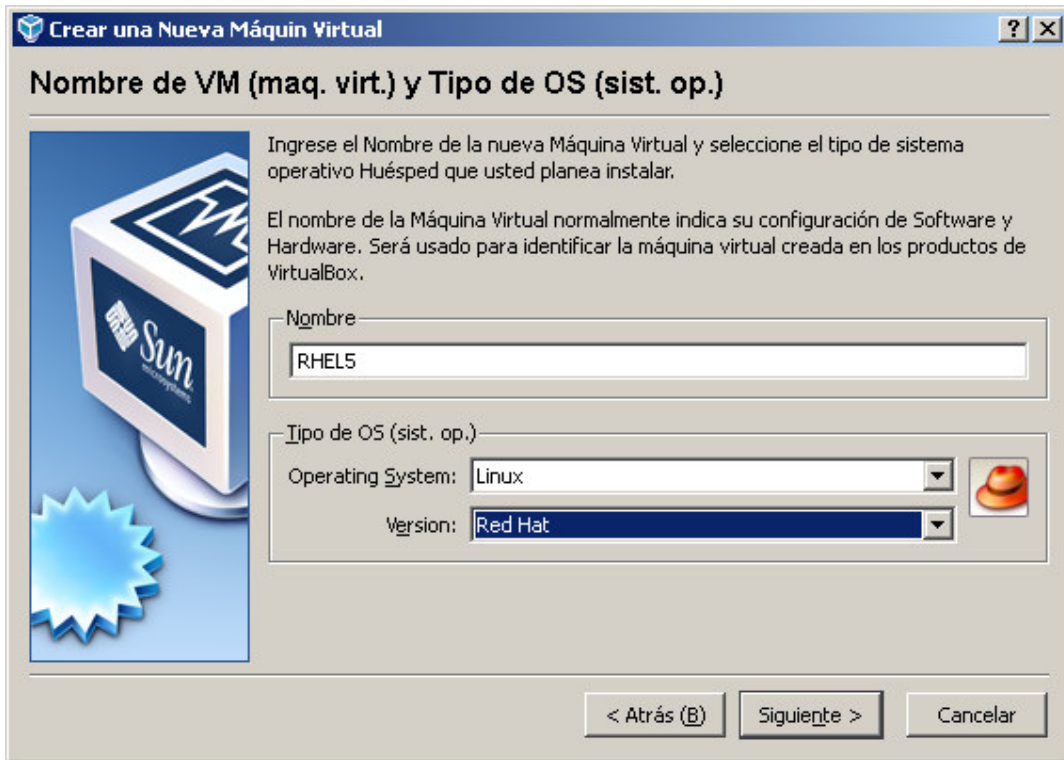 Crear una Nueva Máquin Virtual
Nombre de VM (maq. virt.) y Tipo de OS (sist. op.)
Ingrese el Nombre de la nueva Máquina Virtual y seleccione el tipo de sistema
operativo Huésped que usted planea instalar.
El nombre de la Máquina Virtual normalmente indica su configuración de Software y
Hardware. Será usado para identificar la máquina virtual creada en los productos de
VirtualBox.
Sun
microsystems
Nombre
RHEL5
Tipo de OS (sist. op.)
Operating System: Linux
Version: Red Hat
< Atrás (B) Siguiente > Cancelar